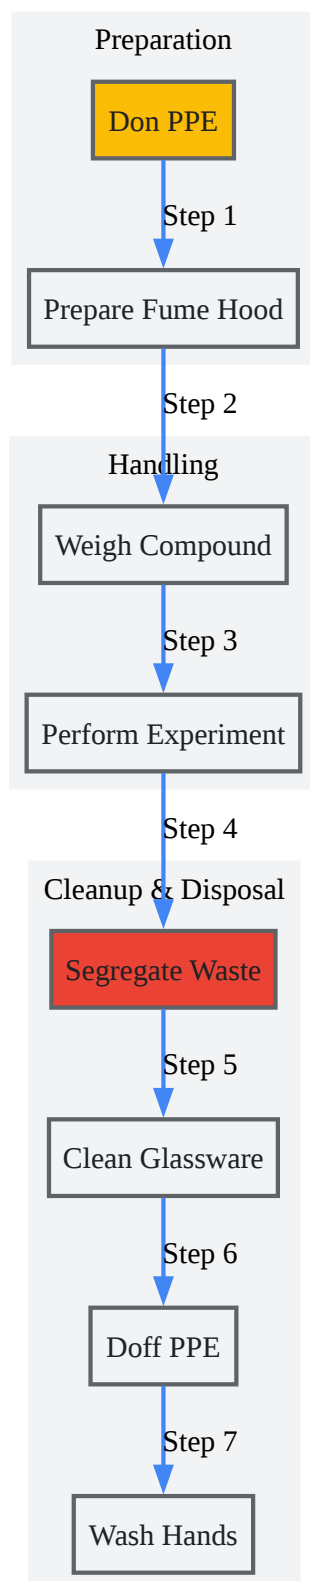 Preparation
Don PPE
Step 1
Prepare Fume Hood
Step 2
Handling
Weigh Compound
Step 3
Perform Experiment
Step 4
Cleanup & Disposal
Segregate Waste
Step 5
Clean Glassware
Step 6
Doff PPE
Step 7
Wash Hands